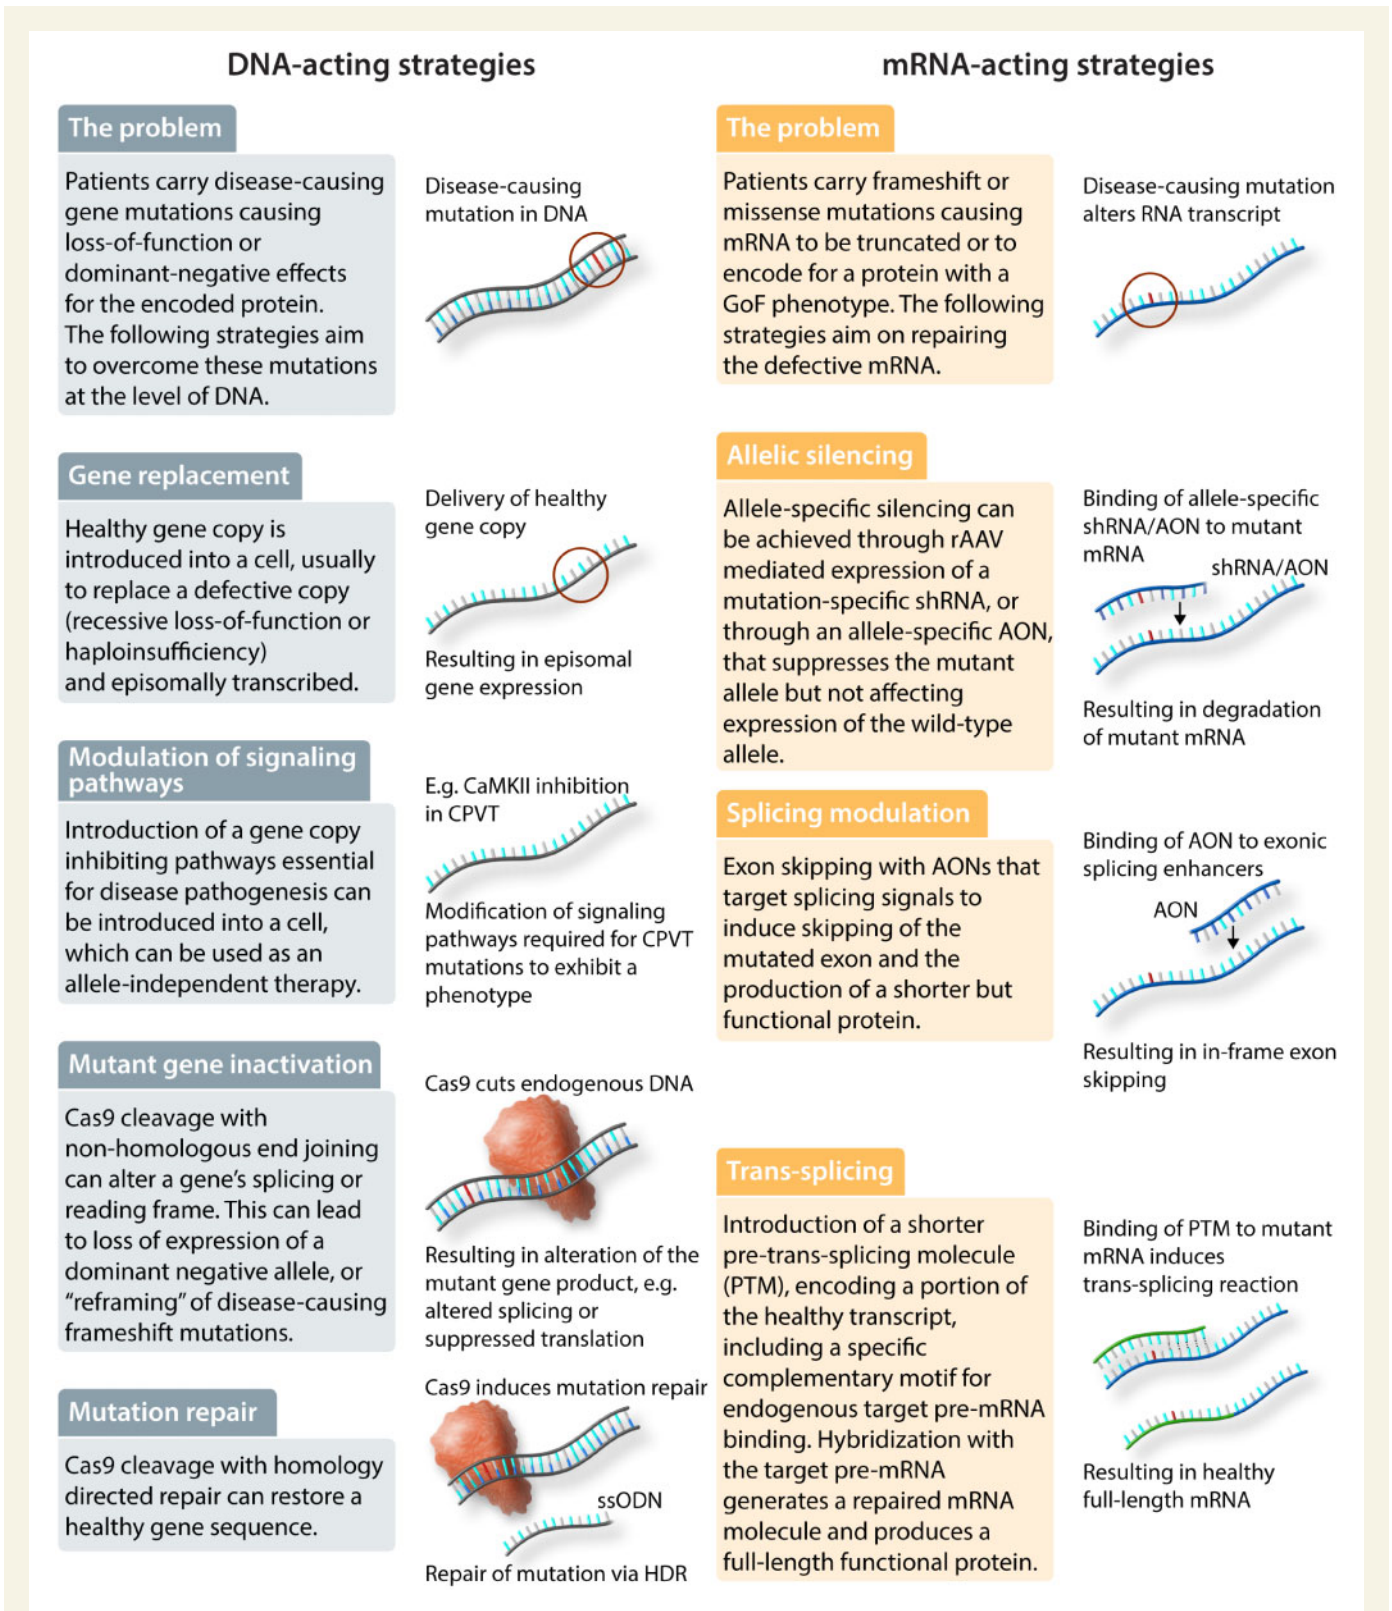 DNA-acting strategies
The problem
Patients carry disease-causing
gene mutations causing
loss-of-function or
dominant-negative effects
for the encoded protein.
The following strategies aim
to overcome these mutations
at the level of DNA.
Disease-causing
mutation in DNA
Gene replacement
Healthy gene copy is
introduced into a cell, usually
to replace a defective copy
(recessive loss-of-function or
haploinsufficiency)
and episomally transcribed.
Delivery of healthy
gene copy
Resulting in episomal
gene expression
Modulation of signaling
pathways
Introduction of a gene copy
inhibiting pathways essential
for disease pathogenesis can
be introduced into a cell,
which can be used as an
allele-independent therapy.
E.g. CaMKII inhibition
in CPVT
Modification of signaling
pathways required for CPVT
mutations to exhibit a
phenotype
Mutant gene inactivation
Cas9 cleavage with
non-homologous end joining
can alter a gene's splicing or
reading frame. This can lead
to loss of expression of a
dominant negative allele, or
“reframing” of disease-causing
frameshift mutations.
Cas9 cuts endogenous DNA
Resulting in alteration of the
mutant gene product, e.g.
altered splicing or
suppressed translation
Mutation repair
Cas9 cleavage with homology
directed repair can restore a
healthy gene sequence.
Cas9 induces mutation repair
ssODN
Repair of mutation via HDR
mRNA-acting strategies
The problem
Patients carry frameshift or
missense mutations causing
mRNA to be truncated or to
encode for a protein with a
GoF phenotype. The following
strategies aim on repairing
the defective mRNA.
Disease-causing mutation
alters RNA transcript
Allelic silencing
Allele-specific silencing can
be achieved through rAAV
mediated expression of a
mutation-specific shRNA, or
through an allele-specific AON,
that suppresses the mutant
allele but not affecting
expression of the wild-type
allele.
Binding of allele-specific
shRNA/AON to mutant
mRNA
shRNA/AON
Resulting in degradation
of mutant mRNA
Splicing modulation
Exon skipping with AONs that
target splicing signals to
induce skipping of the
mutated exon and the
production of a shorter but
functional protein.
Binding of AON to exonic
splicing enhancers
AON
Resulting in in-frame exon
skipping
Trans-splicing
Introduction of a shorter
pre-trans-splicing molecule
(PTM), encoding a portion of
the healthy transcript,
including a specific
complementary motif for
endogenous target pre-mRNA
binding. Hybridization with
the target pre-mRNA
generates a repaired mRNA
molecule and produces a
full-length functional protein.
Binding of PTM to mutant
mRNA induces
trans-splicing reaction
Resulting in healthy
full-length mRNA